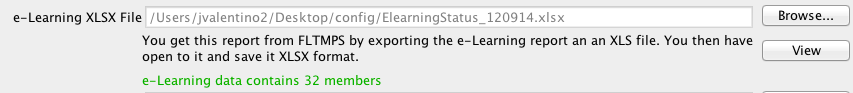 e-Learning XLSX File /Users/jvalentino2/Desktop/config/ElearningStatus_120914.xlsx Browse...
You get this report from FLTMPS by exporting the e-Learning report an an XLS file. You then have View
open to it and save it XLSX format.
e-Learning data contains 32 members